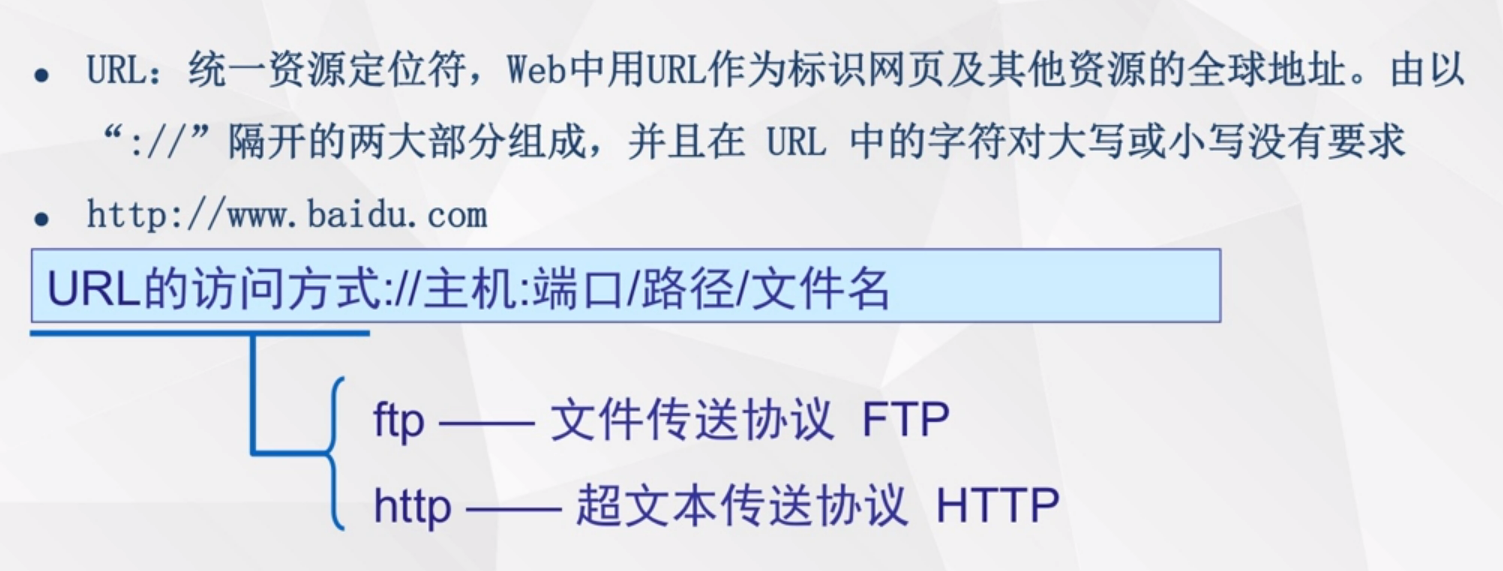 • URL：统一资源定位符，Web中用URL作为标识网页及其他资源的全球地址。由以
“://”隔开的两大部分组成，并且在 URL 中的字符对大写或小写没有要求
• http://www.baidu.com
URL的访问方式://主机:端口/路径/文件名
ftp —— 文件传送协议 FTP
http —— 超文本传送协议 HTTP